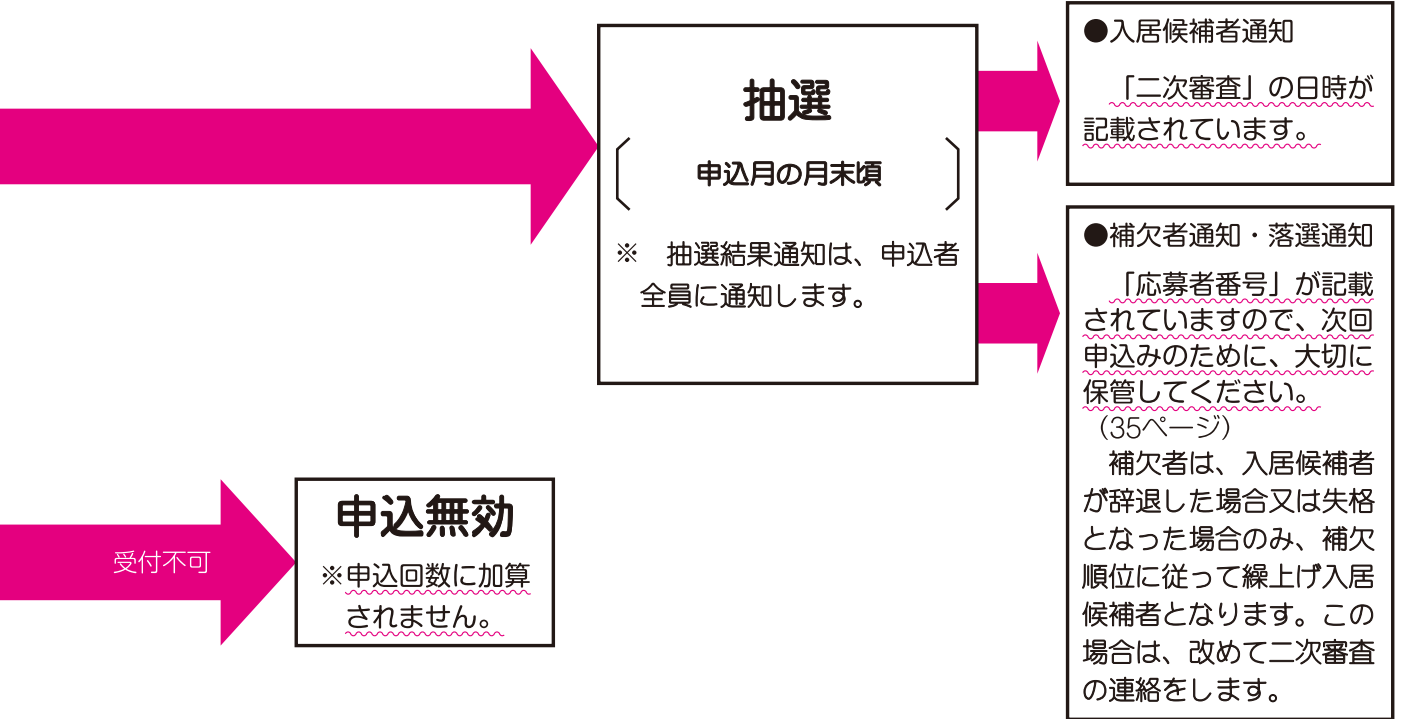 抽選
申込月の月末頃
※　抽選結果通知は、申込者
全員に通知します。
●入居候補者通知
「二次審査」の日時が
記載されています。
●補欠者通知・落選通知
「応募者番号」が記載
されていますので、次回
申込みのために、大切に
保管してください。
（35ページ）
補欠者は、入居候補者
が辞退した場合又は失格
となった場合のみ、補欠
順位に従って繰上げ入居
候補者となります。この
場合は、改めて二次審査
の連絡をします。
受付不可
申込無効
※申込回数に加算
されません。